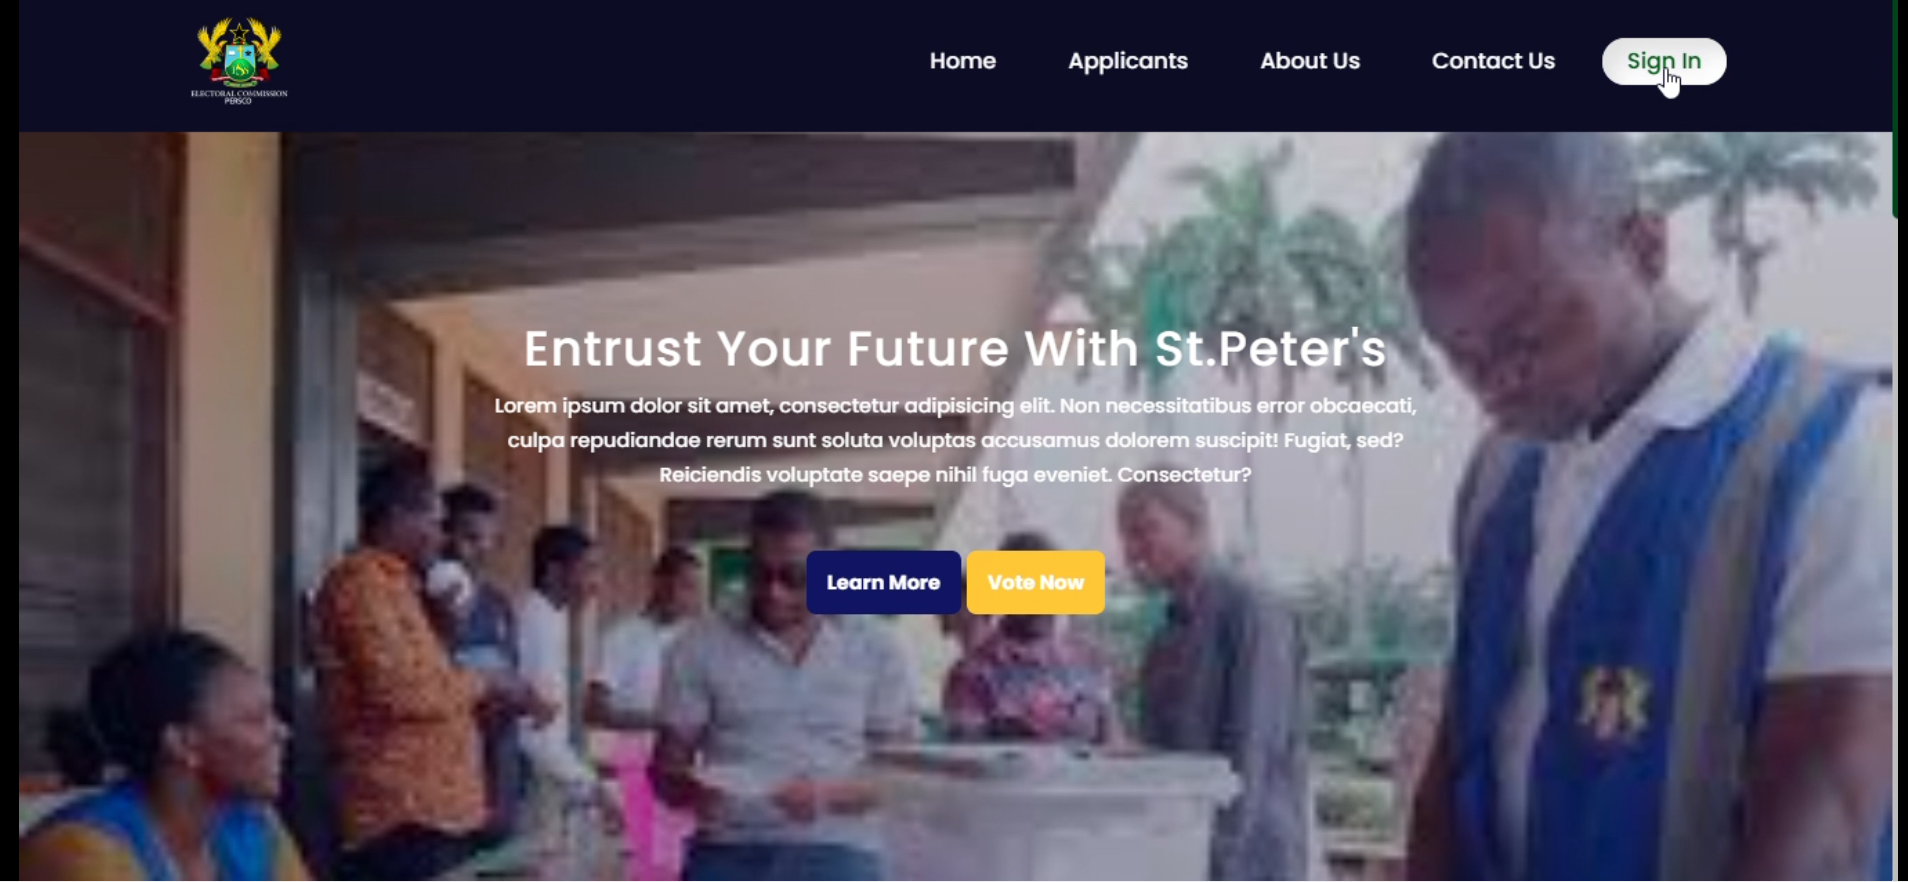 ELECTORAL COMMISSION
PERSCO
Home
Applicants
About Us
Contact Us
Sign In
Entrust Your Future With St.Peter's
Lorem ipsum dolor sit amet, consectetur adipisicing elit. Non necessitatibus error obcaecati,
culpa repudiandae rerum sunt soluta voluptas accusamus dolorem suscipit! Fugiat, sed?
Reiciendis voluptate saepe nihil fuga eveniet. Consectetur?
Learn More
Vote Now